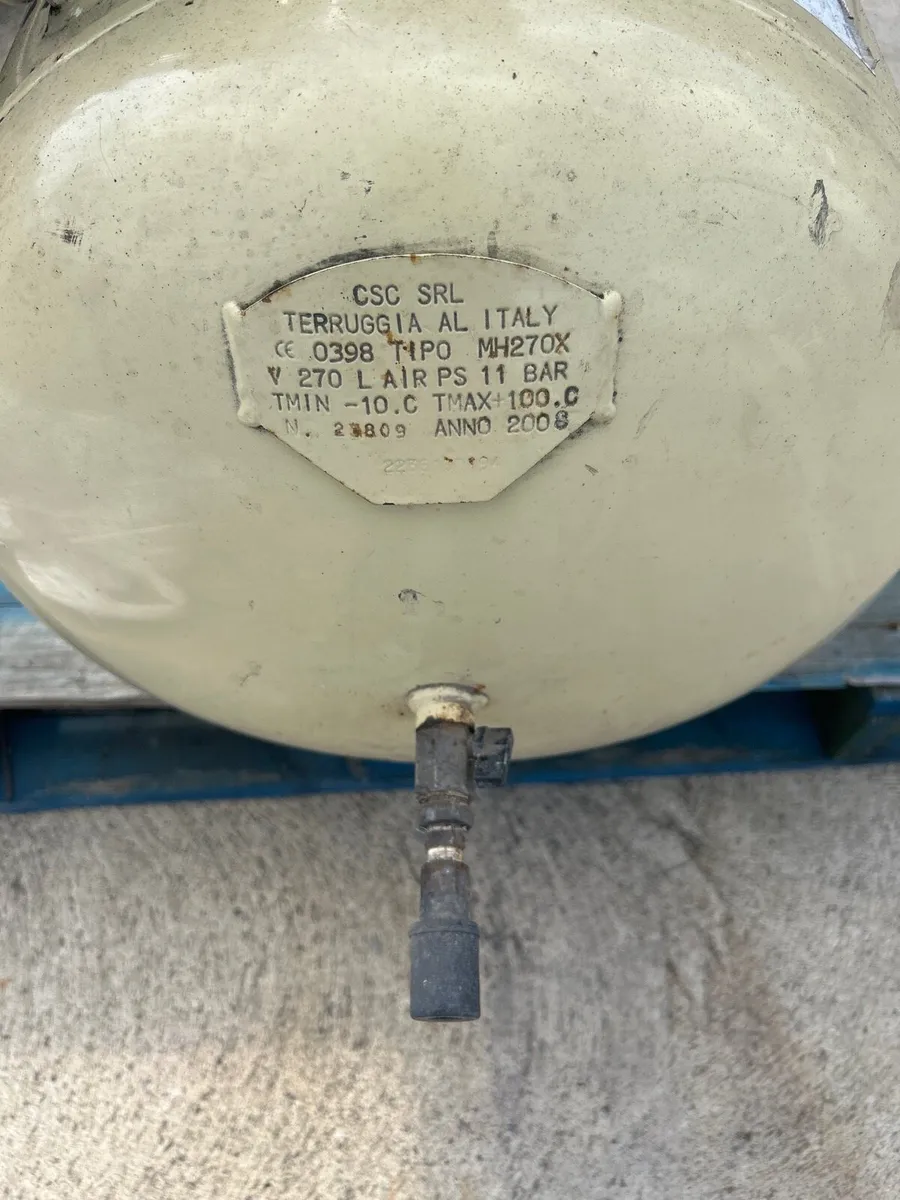 CSC SRL
TERRUGGIA AL ITALY
CE 0398 TIPO MH270X
V 270 L AIR PS 11 BAR
TMIN -10.C TMAX+100.C
N. ANNO 2008